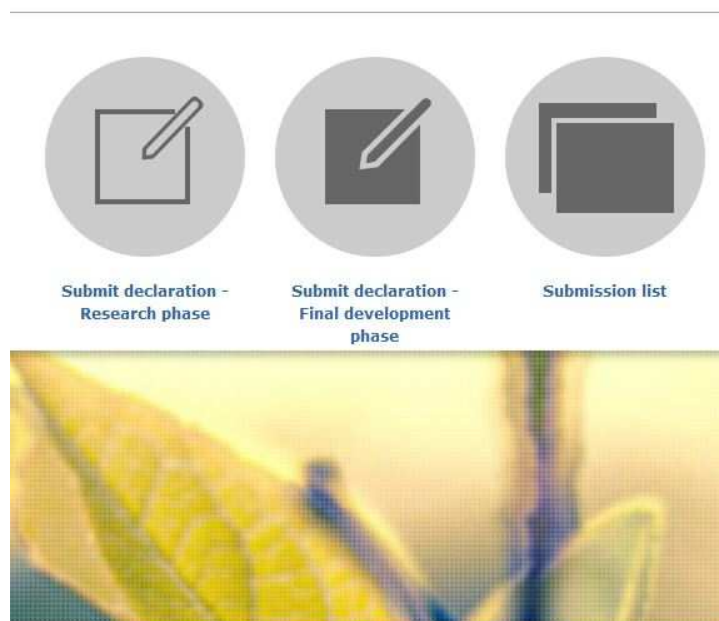 Submit declaration -
Research phase
Submit declaration -
Final development
phase
Submission list